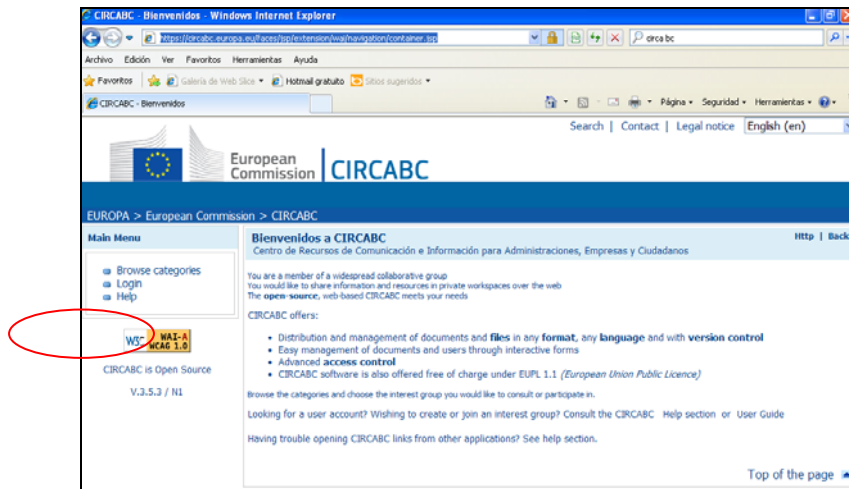 CIRCABC - Bienvenidos - Windows Internet Explorer
https://circabc.europa.eu/faces/jsp/extension/wai/navigation/container.jsp
circa bc
Archivo Edición Ver Favoritos Herramientas Ayuda
Favoritos Galería de Web Slice Hotmail gratuito Sitios sugeridos
CIRCABC - Bienvenidos Página Seguridad Herramientas
Search | Contact | Legal notice English (en)
European
Commission CIRCABC
EUROPA > European Commission > CIRCABC
Main Menu
Browse categories
Login
Help
W3C WAI-A
WCAG 1.0
CIRCABC is Open Source
V.3.5.3 / N1
Bienvenidos a CIRCABC Http | Back
Centro de Recursos de Comunicación e Información para Administraciones, Empresas y Ciudadanos
You are a member of a widespread collaborative group
You would like to share information and resources in private workspaces over the web
The open-source, web-based CIRCABC meets your needs
CIRCABC offers:
• Distribution and management of documents and files in any format, any language and with version control
• Easy management of documents and users through interactive forms
• Advanced access control
• CIRCABC software is also offered free of charge under EUPL 1.1 (European Union Public Licence)
Browse the categories and choose the interest group you would like to consult or participate in.
Looking for a user account? Wishing to create or join an interest group? Consult the CIRCABC Help section or User Guide
Having trouble opening CIRCABC links from other applications? See help section.
Top of the page